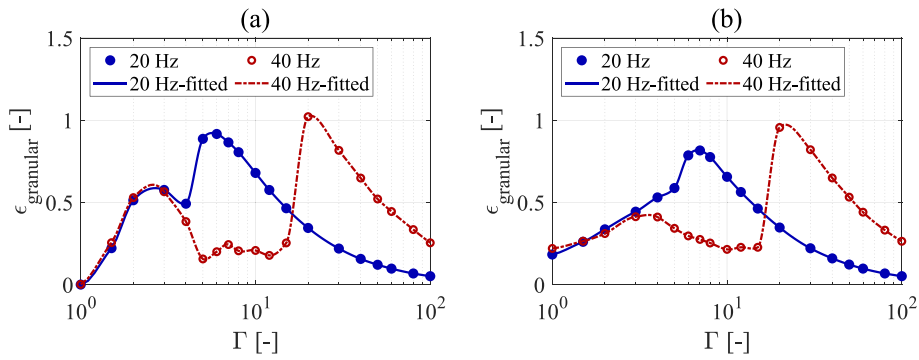 (a)
1.5
1
0.5
0
ϵ granular [-]
20 Hz
40 Hz
20 Hz-fitted
40 Hz-fitted
10^0
10^1
10^2
Γ [-]
(b)
1.5
1
0.5
0
ϵ granular [-]
20 Hz
40 Hz
20 Hz-fitted
40 Hz-fitted
10^0
10^1
10^2
Γ [-]